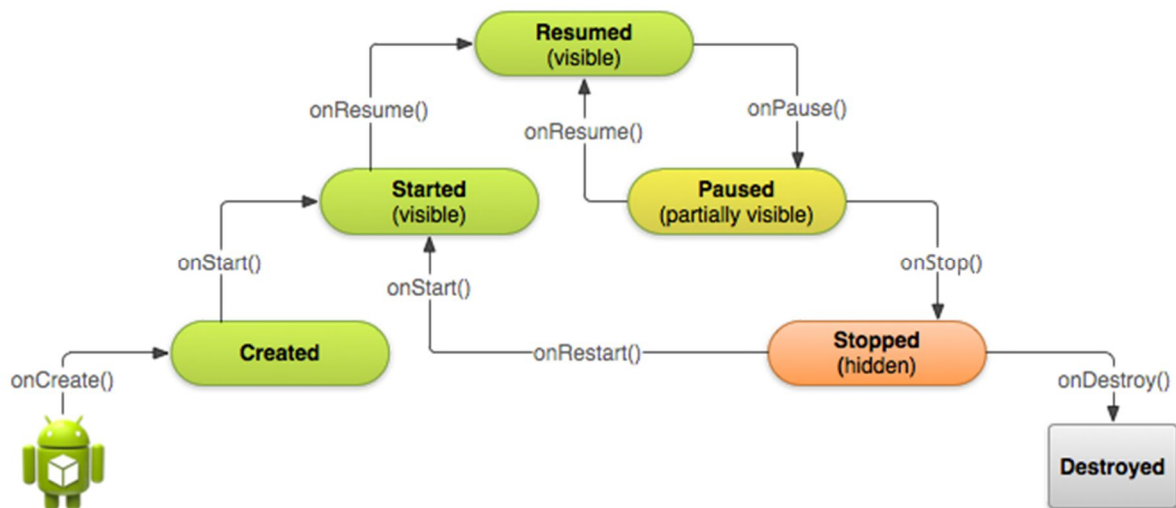 Resumed
(visible)
onResume()
onResume()
onPause()
Started
(visible)
Paused
(partially visible)
onStart()
onStart()
onStop()
Created
onRestart()
Stopped
(hidden)
onCreate()
onDestroy()
Destroyed